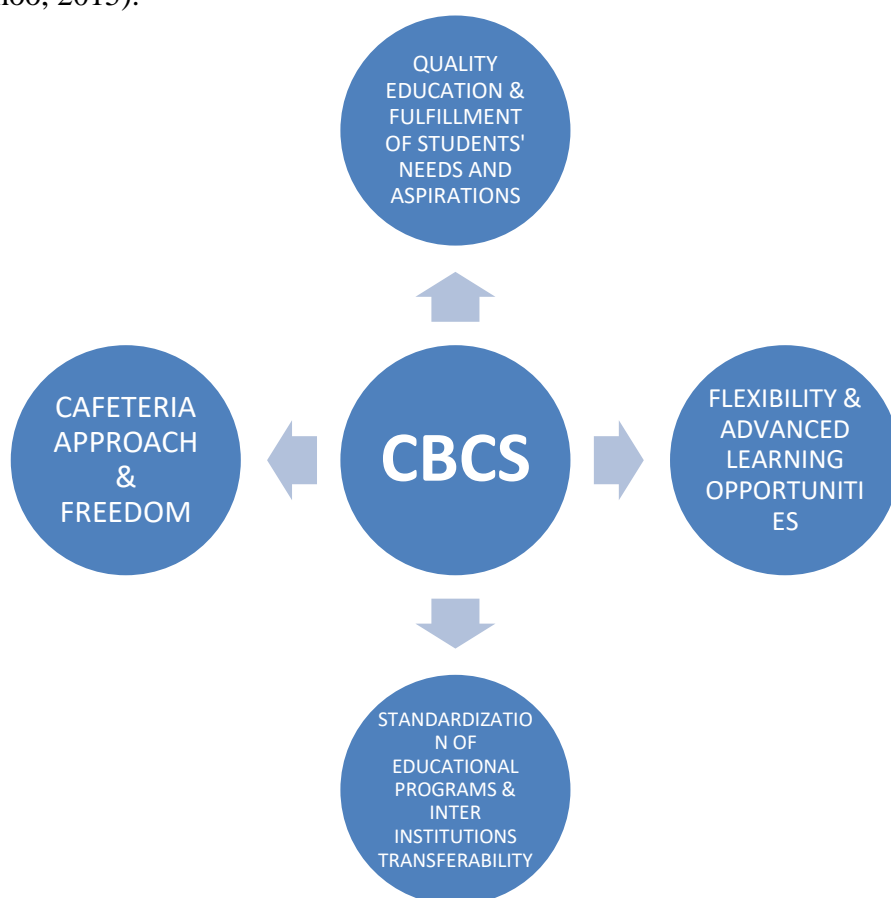 2015).
QUALITY
EDUCATION &
FULFILLMENT
OF STUDENTS'
NEEDS AND
ASPIRATIONS
CAFETERIA
APPROACH
&
FREEDOM
CBCS
FLEXIBILITY &
ADVANCED
LEARNING
OPPORTUNITI
ES
STANDARDIZATIO
N OF
EDUCATIONAL
PROGRAMS &
INTER
INSTITUTIONS
TRANSFERABILITY